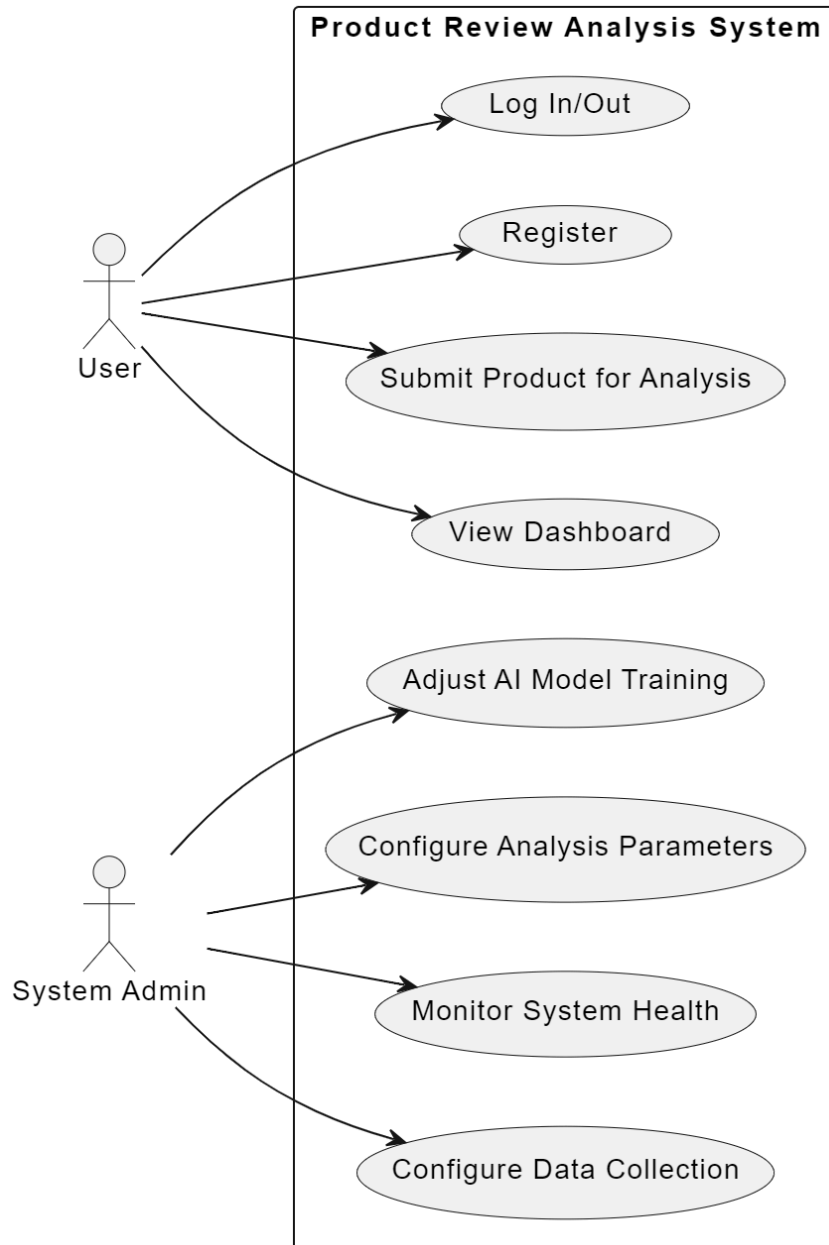 Product Review Analysis System
Log In/Out
Register
User
Submit Product for Analysis
View Dashboard
Adjust AI Model Training
Configure Analysis Parameters
System Admin
Monitor System Health
Configure Data Collection